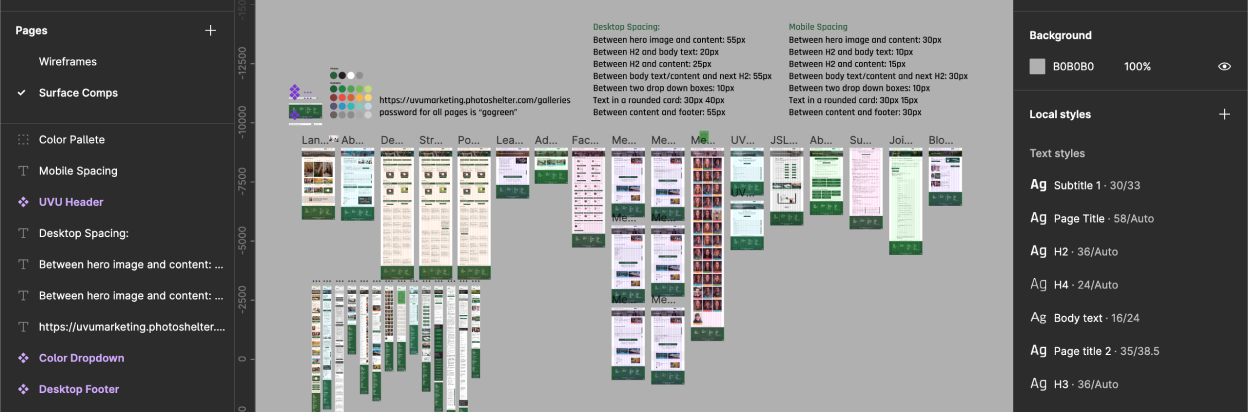 Pages
Wireframes
Surface Comps
Color Pallete
Mobile Spacing
UVU Header
Desktop Spacing:
Between hero image and content: ...
Between hero image and content: ...
https://uvumarketing.photoshelter....
Color Dropdown
Desktop Footer
-12500
-10000
-7500
-5000
-2500
0
https://uvumarketing.photoshelter.com/galleries
password for all pages is “gogreen”
Desktop Spacing:
Between hero image and content: 55px
Between H2 and body text: 20px
Between H2 and content: 25px
Between body text/content and next H2: 55px
Between two drop down boxes: 10px
Text in a rounded card: 30px 40px
Between content and footer: 55px
Mobile Spacing
Between hero image and content: 30px
Between H2 and body text: 10px
Between H2 and content: 15px
Between body text/content and next H2: 30px
Between two drop down boxes: 10px
Text in a rounded card: 30px 15px
Between content and footer: 30px
Lan... Ab... De... Str... Po... Lea... Ad... Fac... Me... Me... Me... UV... JSL... Ab... Su... Joi... Blo...
Me... Me...
Me... Me...
Background
B0B0B0 100%
Local styles
Text styles
Ag Subtitle 1 · 30/33
Ag Page Title · 58/Auto
Ag H2 · 36/Auto
Ag H4 · 24/Auto
Ag Body text · 16/24
Ag Page title 2 · 35/38.5
Ag H3 · 36/Auto